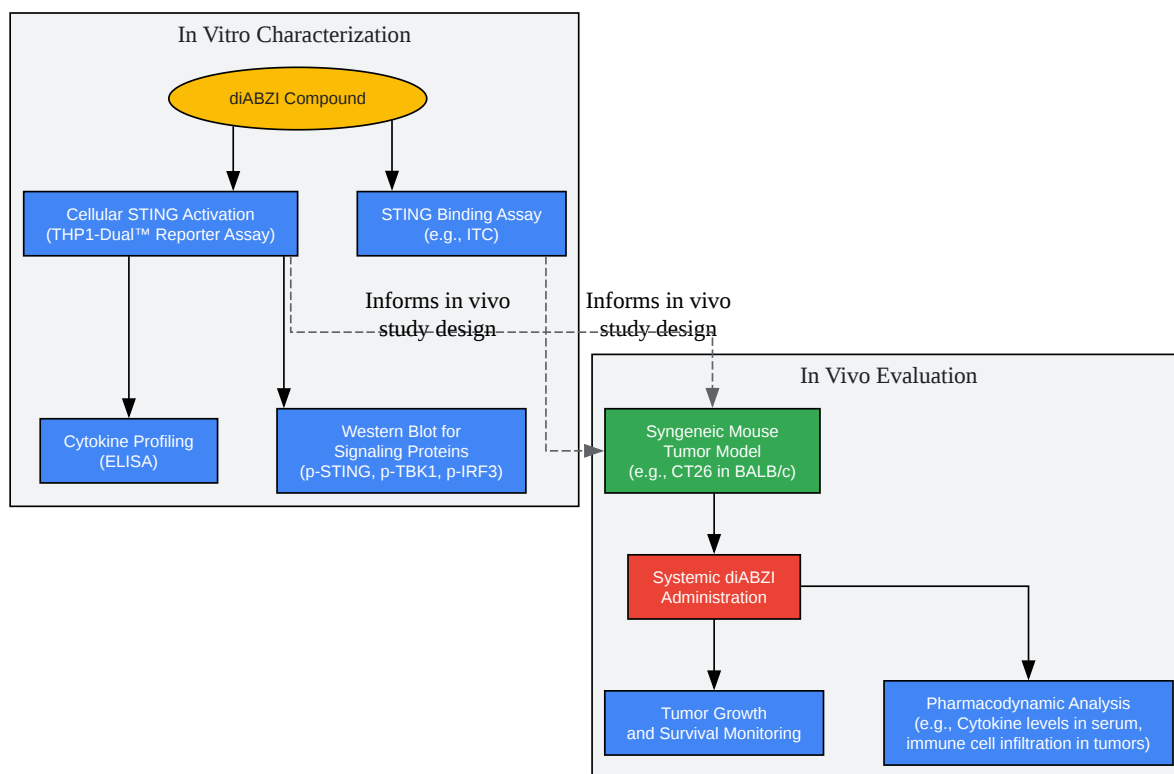 In Vitro Characterization
diABZI Compound
Cellular STING Activation
(THP1-Dual™ Reporter Assay)
STING Binding Assay
(e.g., ITC)
Informs in vivo
study design
Informs in vivo
study design
Cytokine Profiling
(ELISA)
Western Blot for
Signaling Proteins
(p-STING, p-TBK1, p-IRF3)
In Vivo Evaluation
Syngeneic Mouse
Tumor Model
(e.g., CT26 in BALB/c)
Systemic diABZI
Administration
Tumor Growth
and Survival Monitoring
Pharmacodynamic Analysis
(e.g., Cytokine levels in serum,
immune cell infiltration in tumors)